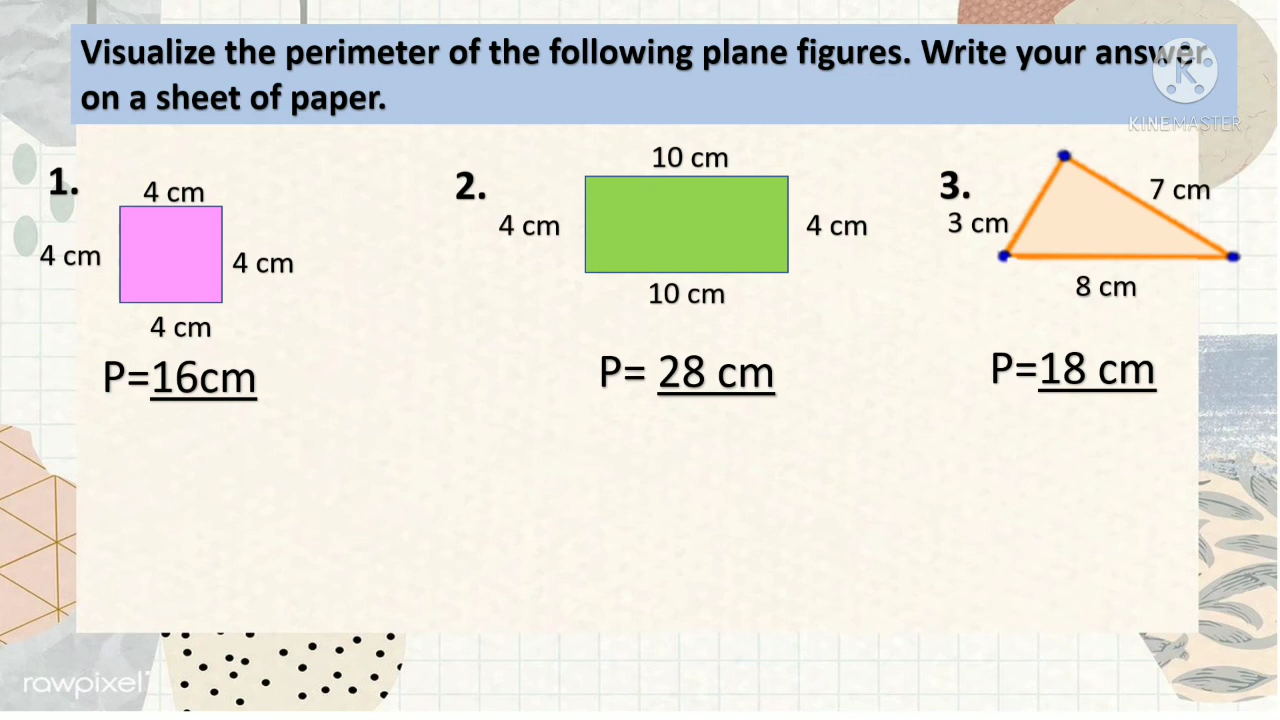 Visualize the perimeter of the following plane figures. Write your answer
on a sheet of paper.
K
KINEMASTER
1.
4 cm
4 cm
4 cm
4 cm
P=16cm
2.
10 cm
4 cm
4 cm
10 cm
P= 28 cm
3.
7 cm
3 cm
8 cm
P=18 cm
rawpixel